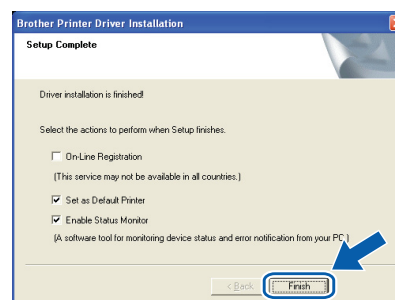 Brother Printer Driver Installation
Setup Complete
Driver installation is finished!
Select the actions to perform when Setup finishes.
On-Line Registration
(This service may not be available in all countries.)
Set as Default Printer
Enable Status Monitor
(A software tool for monitoring device status and error notification from your PC.)
< Back
Finish